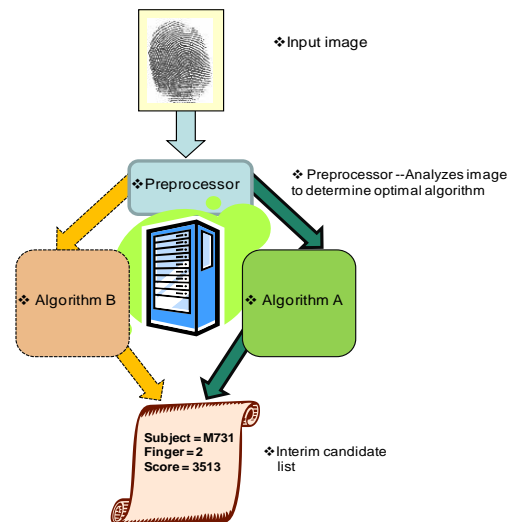 ❖Input image
❖Preprocessor
❖ Preprocessor --Analyzes image
to determine optimal algorithm
❖ Algorithm B
❖ Algorithm A
Subject = M731
Finger = 2
Score = 3513
❖Interim candidate
list